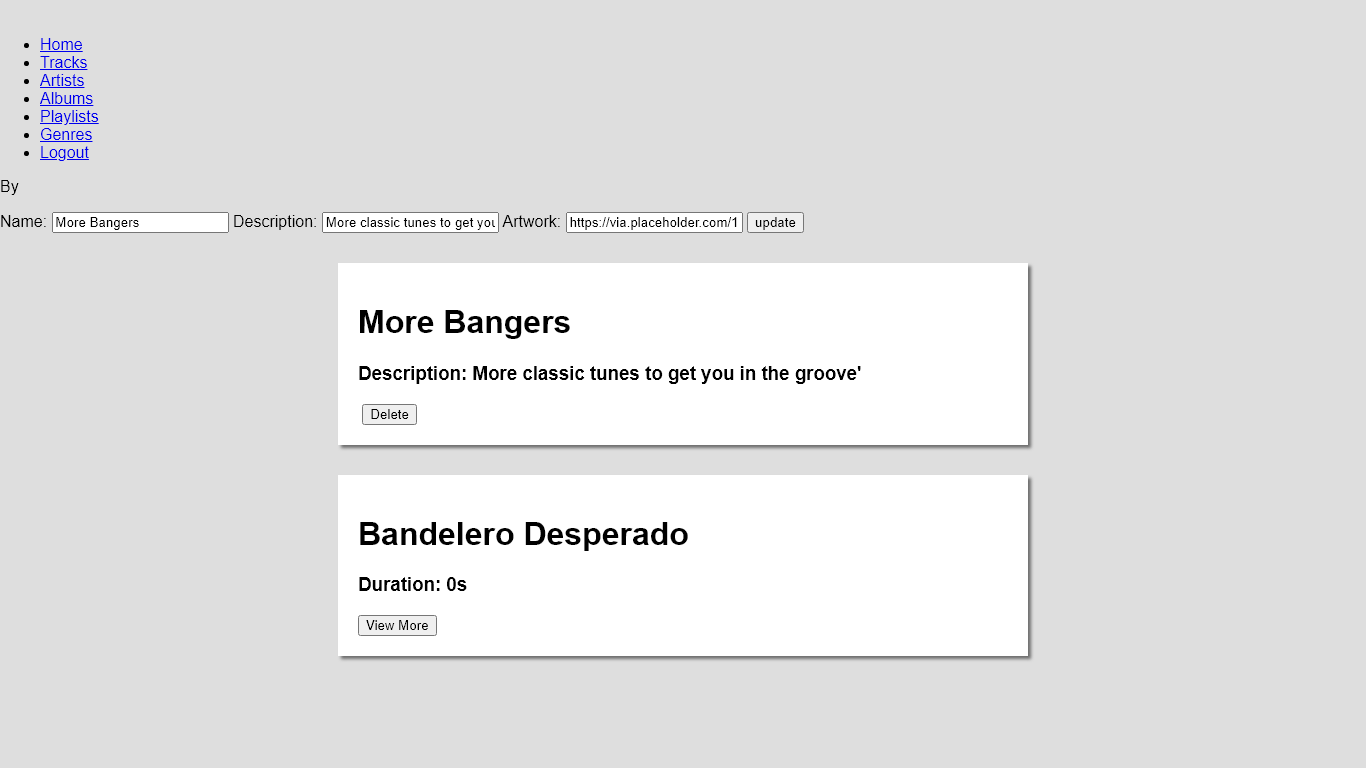 Home
Tracks
Artists
Albums
Playlists
Genres
Logout
By
Name: More Bangers Description: More classic tunes to get you Artwork: https://via.placeholder.com/1 update
More Bangers
Description: More classic tunes to get you in the groove'
Delete
Bandelero Desperado
Duration: 0s
View More